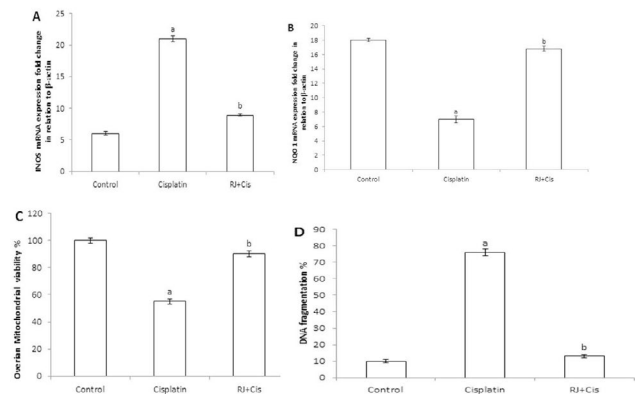 A
INOS mRNA expression fold change
in relation to β-actin
25
20
15
10
5
0
a
b
Control Cisplatin RJ+Cis
B
NQO 1 mRNA expression fold change in
relation to β-actin
20
18
16
14
12
10
8
6
4
2
0
a
b
Control Cisplatin RJ+Cis
C
Overian Mitochondrial viability %
120
100
80
60
40
20
0
a
b
Control Cisplatin RJ+Cis
D
DNA fragmentation %
90
80
70
60
50
40
30
20
10
0
a
b
Control Cisplatin RJ+Cis